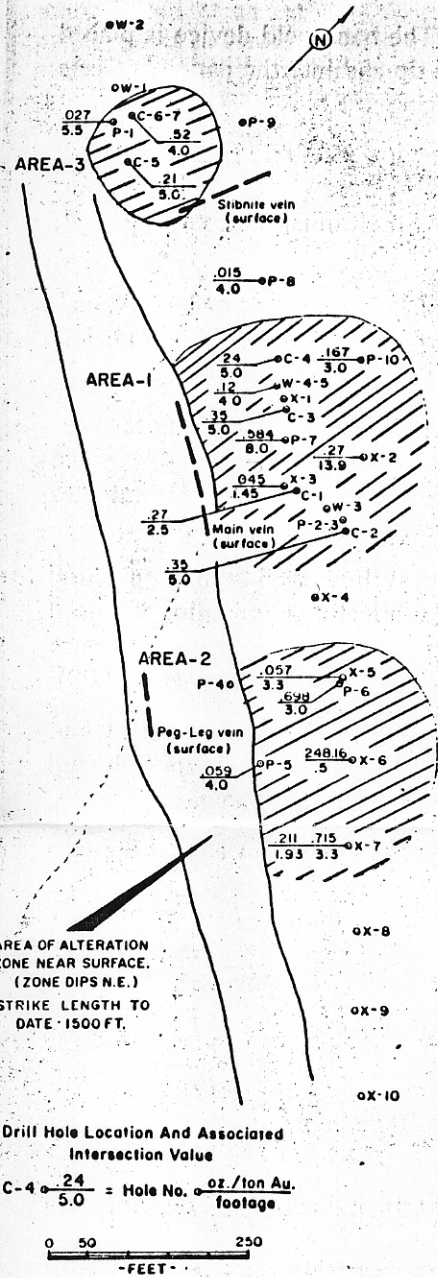 W-2
N
W-1
.027
5.5
P-1
C-6-7
.52
4.0
P-9
C-5
.21
5.0
AREA-3
Stibnite vein
(surface)
.015
4.0
P-8
AREA-1
.24
5.0
C-4
.167
3.0
P-10
.12
4.0
W-4-5
X-1
.35
5.0
C-3
.584
8.0
P-7
.27
13.9
X-2
.045
1.45
X-3
C-1
.27
2.5
W-3
P-2-3
C-2
Main vein
(surface)
.35
5.0
X-4
AREA-2
P-4
.057
3.3
X-5
P-6
.698
3.0
Peg-Leg vein
(surface)
.059
4.0
P-5
248.16
.5
X-6
.211 .715
1.93 3.3
X-7
AREA OF ALTERATION
ZONE NEAR SURFACE.
(ZONE DIPS N.E.)
STRIKE LENGTH TO
DATE - 1500 FT.
X-8
X-9
X-10
Drill Hole Location And Associated
Intersection Value
C-4 .24
5.0
= Hole No. oz./ton Au.
footage
0 50 250
-FEET-